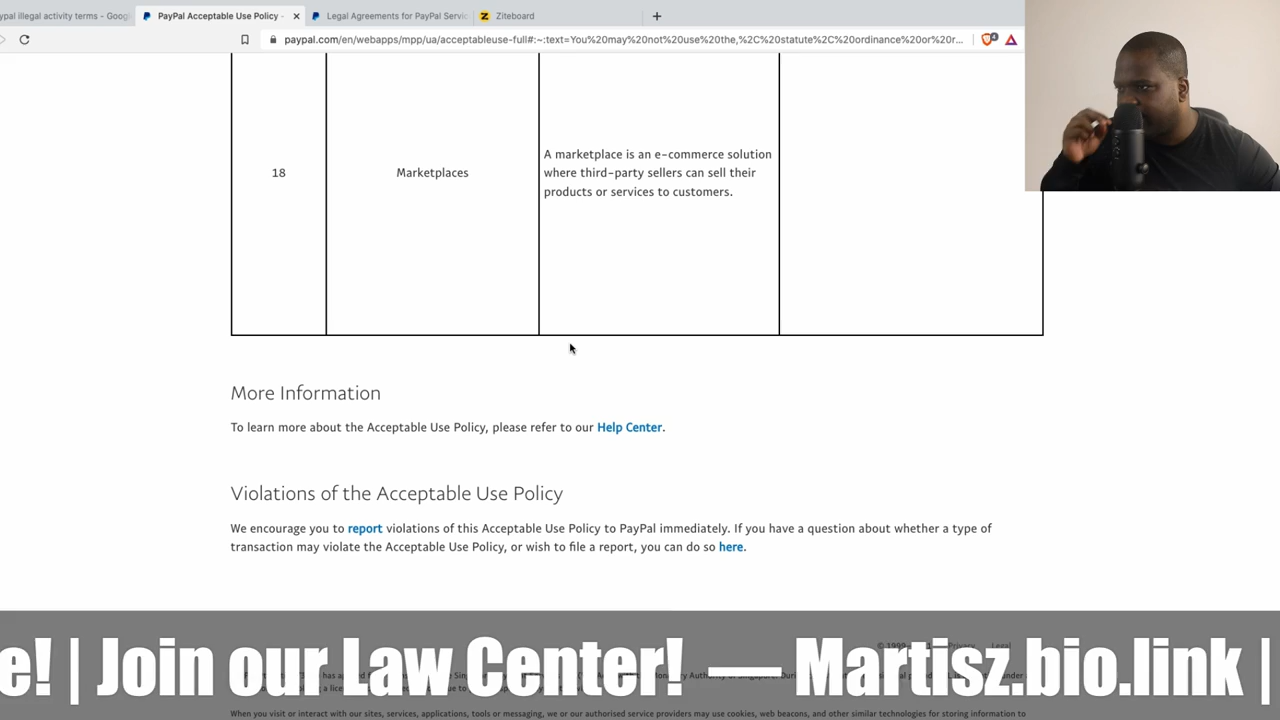 ypal illegal activity terms - Goog
PayPal Acceptable Use Policy -
Legal Agreements for PayPal Servic
Ziteboard
paypal.com/en/webapps/mpp/ua/acceptableuse-full#:~:text=You%20may%20not%20use%20the,%2C%20statute%2C%20ordinance%20or%20r...
4
18
Marketplaces
A marketplace is an e-commerce solution
where third-party sellers can sell their
products or services to customers.
More Information
To learn more about the Acceptable Use Policy, please refer to our Help Center.
Violations of the Acceptable Use Policy
We encourage you to report violations of this Acceptable Use Policy to PayPal immediately. If you have a question about whether a type of
transaction may violate the Acceptable Use Policy, or wish to file a report, you can do so here.
Privacy Legal
e! | Join our Law Center! — Martisz.bio.link |
When you visit or interact with our sites, services, applications, tools or messaging, we or our authorised service providers may use cookies, web beacons, and other similar technologies for storing information to